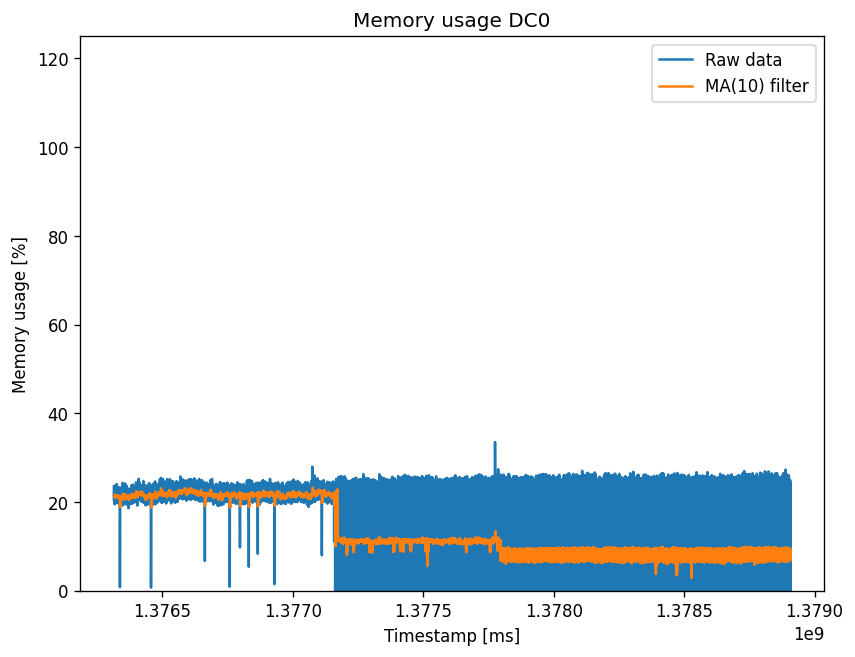 Memory usage DC0
Raw data
MA(10) filter
Memory usage [%]
120
100
80
60
40
20
0
1.3765 1.3770 1.3775 1.3780 1.3785 1.3790
1e9
Timestamp [ms]